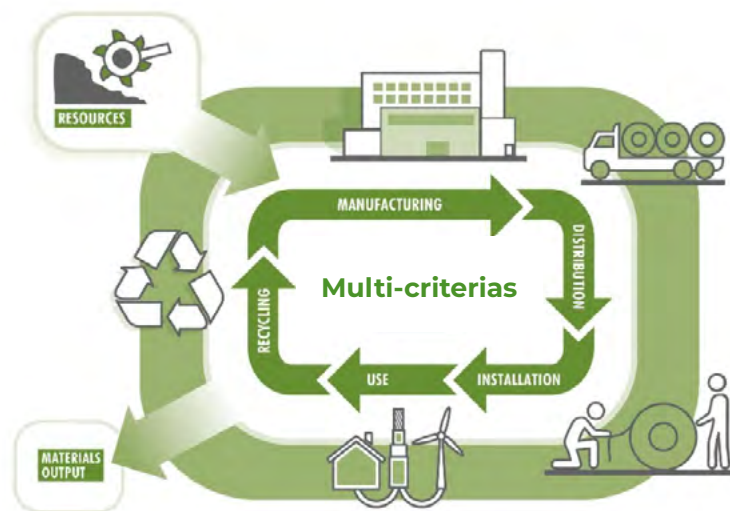 RESOURCES
MANUFACTURING
DISTRIBUTION
Multi-criterias
RECYCLING
USE
INSTALLATION
MATERIALS
OUTPUT